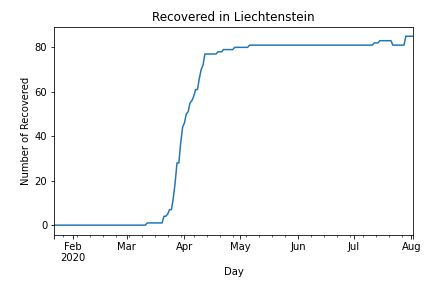 Recovered in Liechtenstein
Number of Recovered
80
60
40
20
0
Feb
2020
Mar
Apr
May
Jun
Jul
Aug
Day